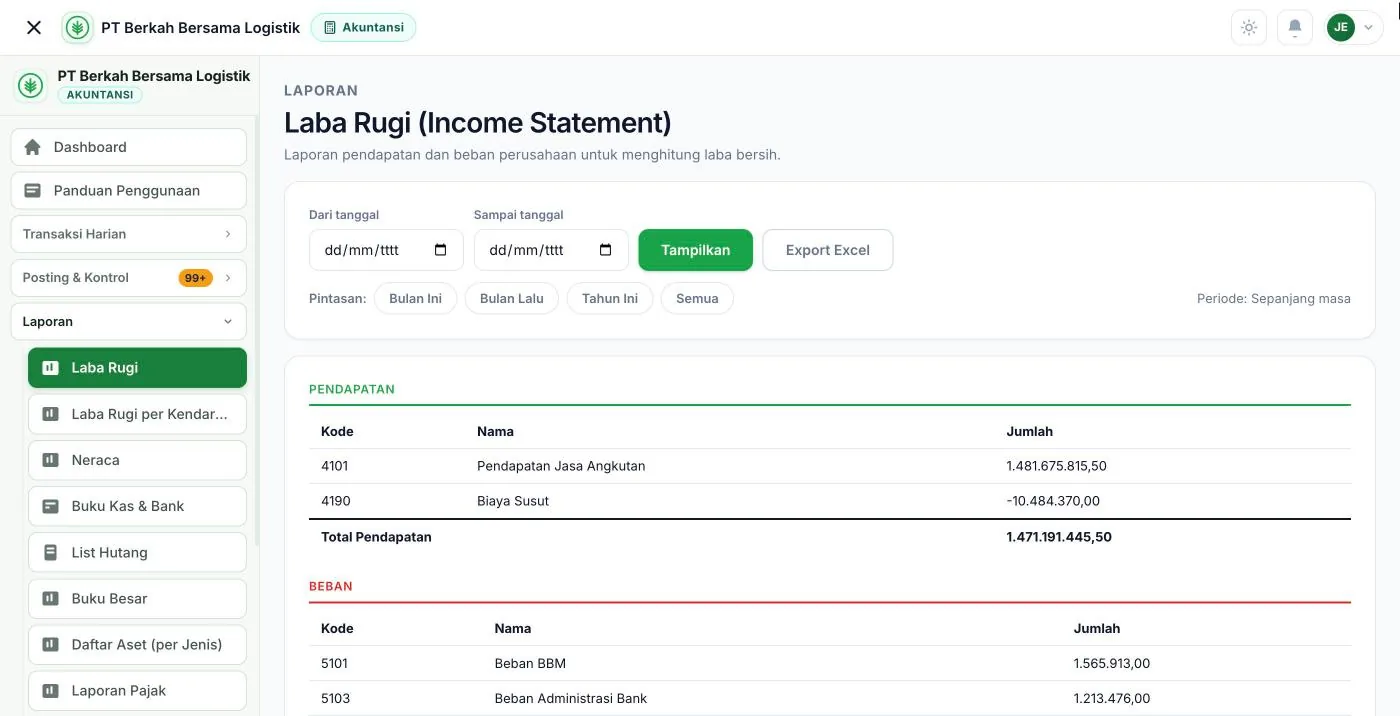 PT Berkah Bersama Logistik Akuntansi JE
PT Berkah Bersama Logistik
AKUNTANSI
Dashboard
Panduan Penggunaan
Transaksi Harian
Posting & Kontrol 99+
Laporan
Laba Rugi
Laba Rugi per Kendar...
Neraca
Buku Kas & Bank
List Hutang
Buku Besar
Daftar Aset (per Jenis)
Laporan Pajak
LAPORAN
Laba Rugi (Income Statement)
Laporan pendapatan dan beban perusahaan untuk menghitung laba bersih.
Dari tanggal Sampai tanggal
dd/mm/tttt dd/mm/tttt Tampilkan Export Excel
Pintasan: Bulan Ini Bulan Lalu Tahun Ini Semua Periode: Sepanjang masa
PENDAPATAN
Kode Nama Jumlah
4101 Pendapatan Jasa Angkutan 1.481.675.815,50
4190 Biaya Susut -10.484.370,00
Total Pendapatan 1.471.191.445,50
BEBAN
Kode Nama Jumlah
5101 Beban BBM 1.565.913,00
5103 Beban Administrasi Bank 1.213.476,00